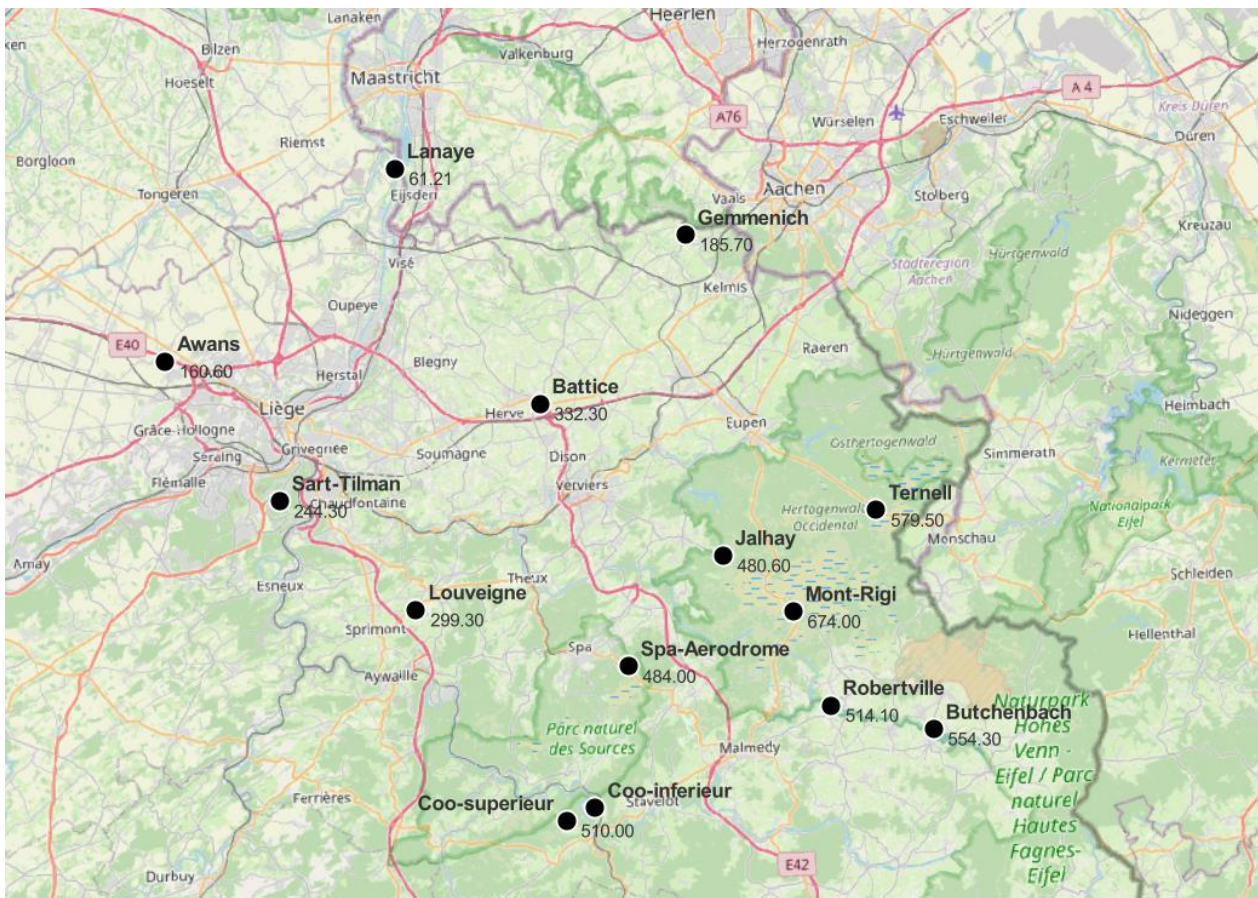 Lanaken
Heerlen
Bilzen
Valkenburg
Herzogenrath
Hoeselt
Maastricht
A 4
Kreis Düren
A76
Würselen
Eschweiler
Düren
Riemst
Borgloon
Lanaye
61.21
Eijsden
Tongeren
Vaals
Aachen
Stolberg
Gemmenich
185.70
Kreuzau
Visé
Hürtgenwald
Städteregion
Aachen
Kelmis
Oupeye
Nideggen
E40
Awans
160.60
Raeren
Hürtgenwald
Blegny
Herstal
Battice
332.30
Liège
Herve
Heimbach
Grâce-Hollogne
Eupen
Grivegnée
Osthertogenwald
Seraing
Soumagne
Dison
Simmerath
Kermeter
Flémalle
Sart-Tilman
244.30
Chaudfontaine
Verviers
Ternell
579.50
Hertogenwald
Occidental
Nationalpark
Eifel
Monschau
Jalhay
480.60
Amay
Esneux
Theux
Schleiden
Louveigne
299.30
Mont-Rigi
674.00
Sprimont
Hellenthal
Spa
Spa-Aerodrome
484.00
Aywaille
Robertville
514.10
Butchenbach
554.30
Naturpark
Hohes
Venn -
Eifel / Parc
naturel
Hautes
Fagnes-
Eifel
Parc naturel
des Sources
Malmedy
Ferrières
Coo-superieur
Coo-inferieur
510.00
Stavelot
E42
Durbuy